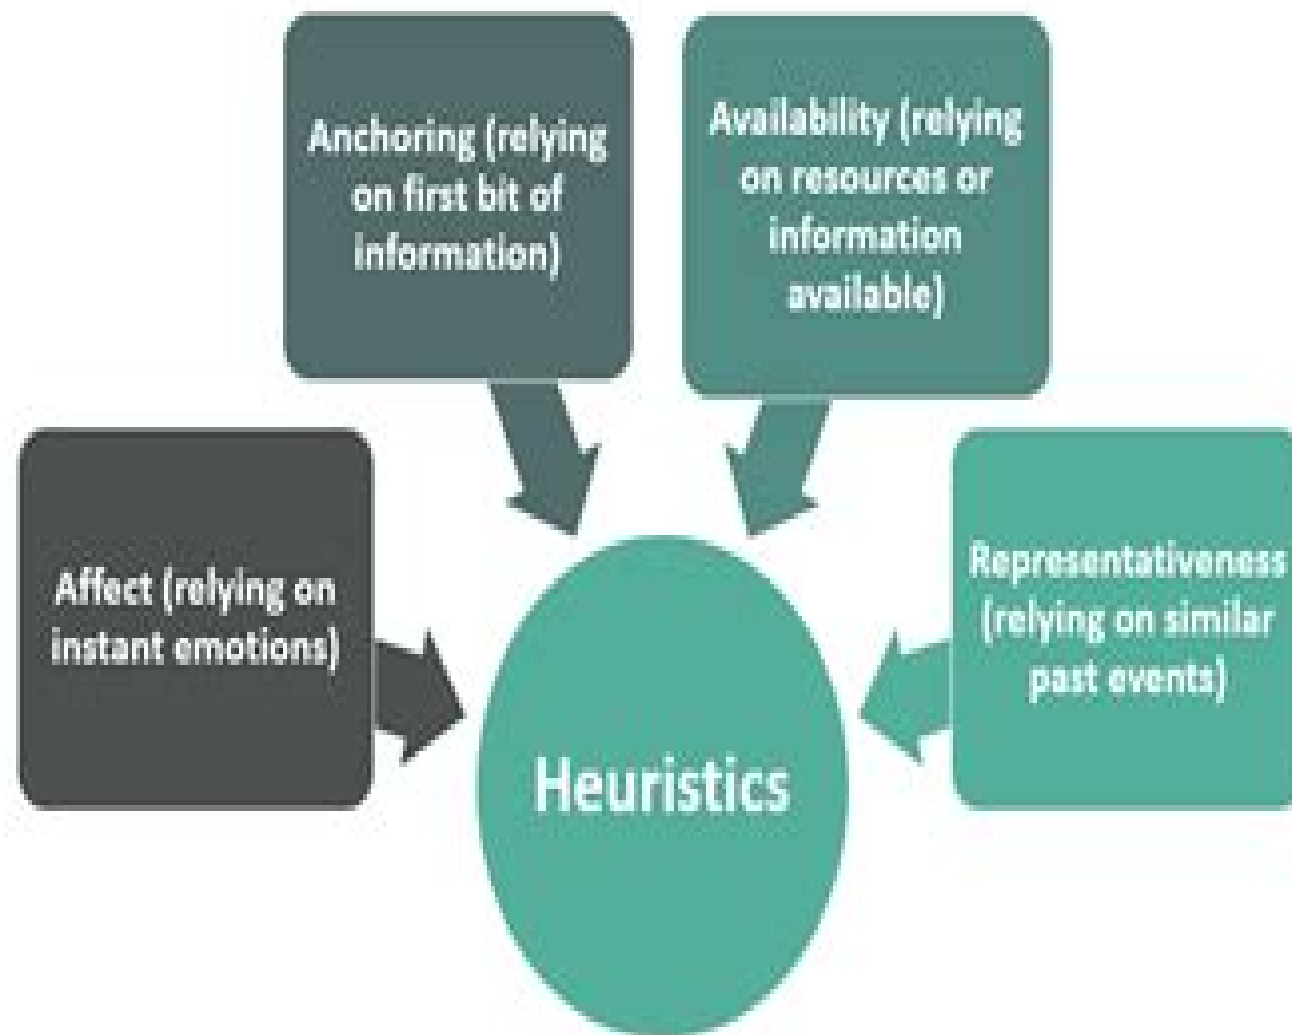 Anchoring (relying
on first bit of
information)
Availability (relying
on resources or
information
available)
Affect (relying on
instant emotions)
Representativeness
(relying on similar
past events)
Heuristics